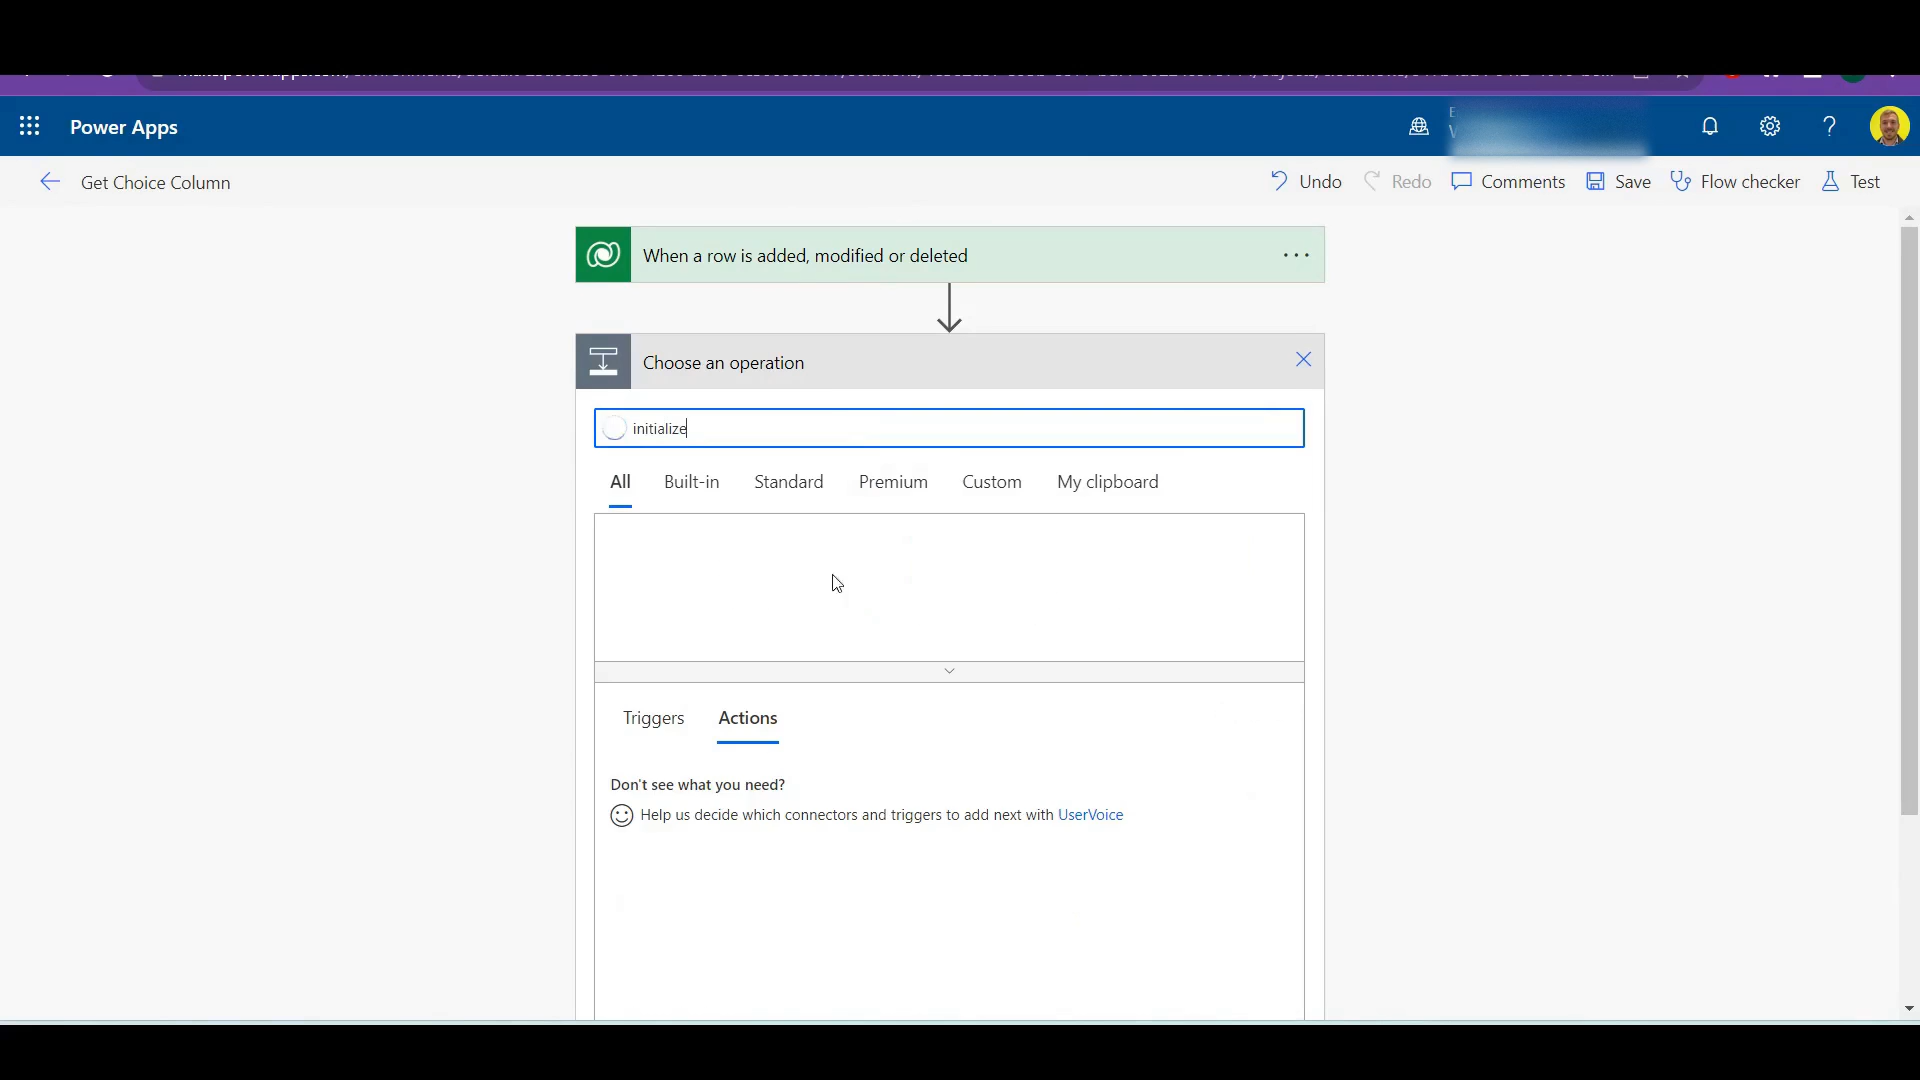 Power Apps
Get Choice Column
Undo
Redo
Comments
Save
Flow checker
Test
When a row is added, modified or deleted
Choose an operation
initialize
All
Built-in
Standard
Premium
Custom
My clipboard
Triggers
Actions
Don't see what you need?
Help us decide which connectors and triggers to add next with UserVoice